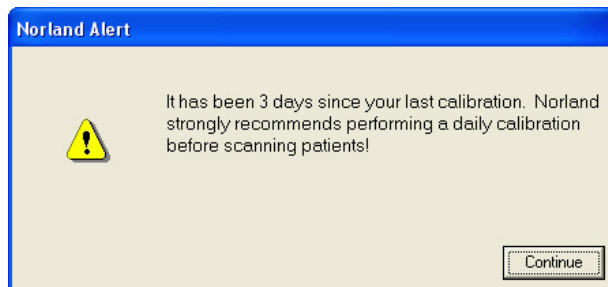 Norland Alert
It has been 3 days since your last calibration.  Norland
strongly recommends performing a daily calibration
before scanning patients!
Continue